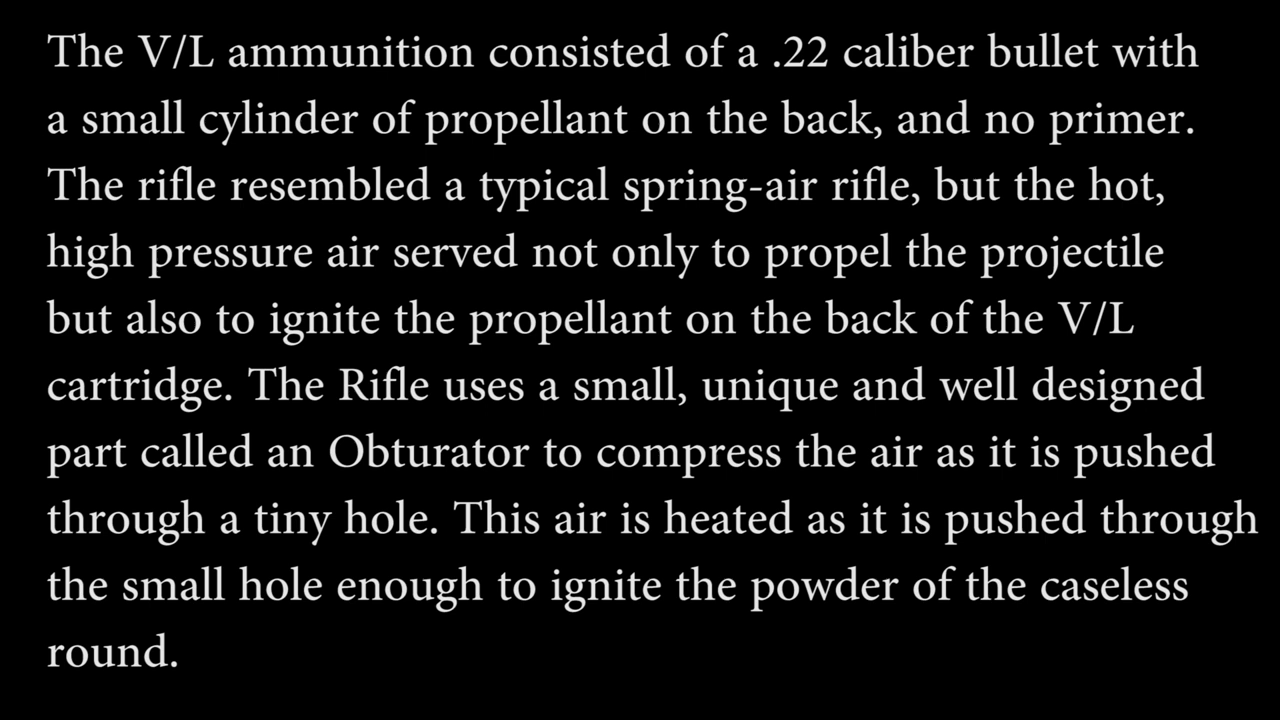 The V/L ammunition consisted of a .22 caliber bullet with
a small cylinder of propellant on the back, and no primer.
The rifle resembled a typical spring-air rifle, but the hot,
high pressure air served not only to propel the projectile
but also to ignite the propellant on the back of the V/L
cartridge. The Rifle uses a small, unique and well designed
part called an Obturator to compress the air as it is pushed
through a tiny hole. This air is heated as it is pushed through
the small hole enough to ignite the powder of the caseless
round.